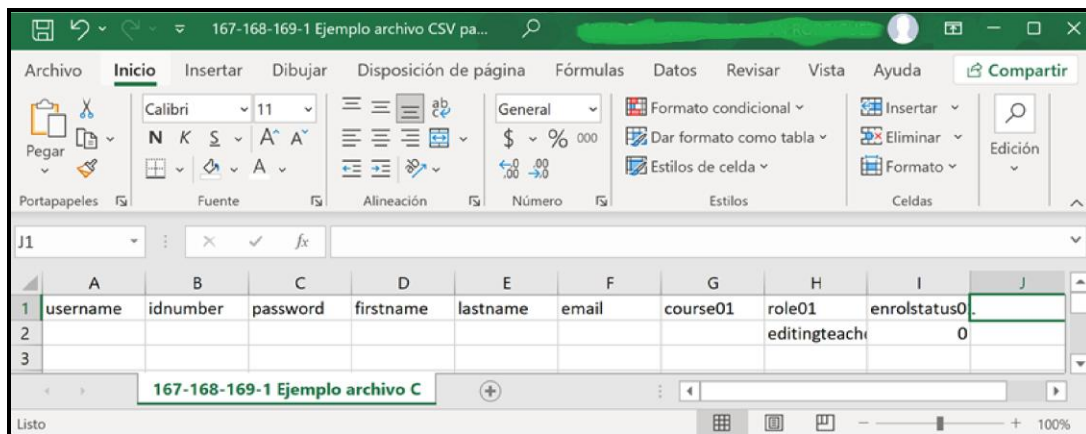 167-168-169-1 Ejemplo archivo CSV pa...
Archivo Inicio Insertar Dibujar Disposición de página Fórmulas Datos Revisar Vista Ayuda Compartir
Calibri 11 ab c General Formato condicional Insertar
Pegar N K S A A $ % 000 Dar formato como tabla Eliminar Edición
A Estilos de celda Formato
Portapapeles Fuente Alineación Número Estilos Celdas
J1 fx
A B C D E F G H I J
1 username idnumber password firstname lastname email course01 role01 enrolstatus0
2 editingteach 0
3
167-168-169-1 Ejemplo archivo C
Listo 100%